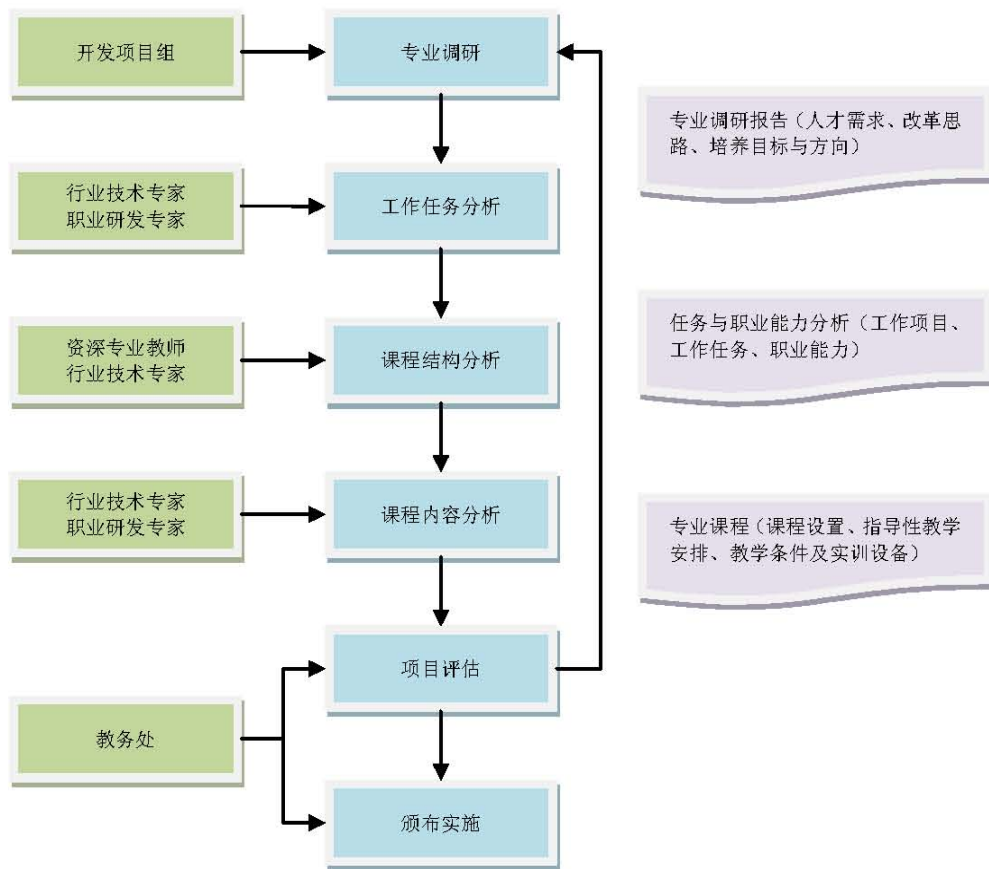 开发项目组
专业调研
专业调研报告（人才需求、改革思
路、培养目标与方向）
行业技术专家
职业研发专家
工作任务分析
任务与职业能力分析（工作项目、
工作任务、职业能力）
资深专业教师
行业技术专家
课程结构分析
行业技术专家
职业研发专家
课程内容分析
专业课程（课程设置、指导性教学
安排、教学条件及实训设备）
项目评估
教务处
颁布实施